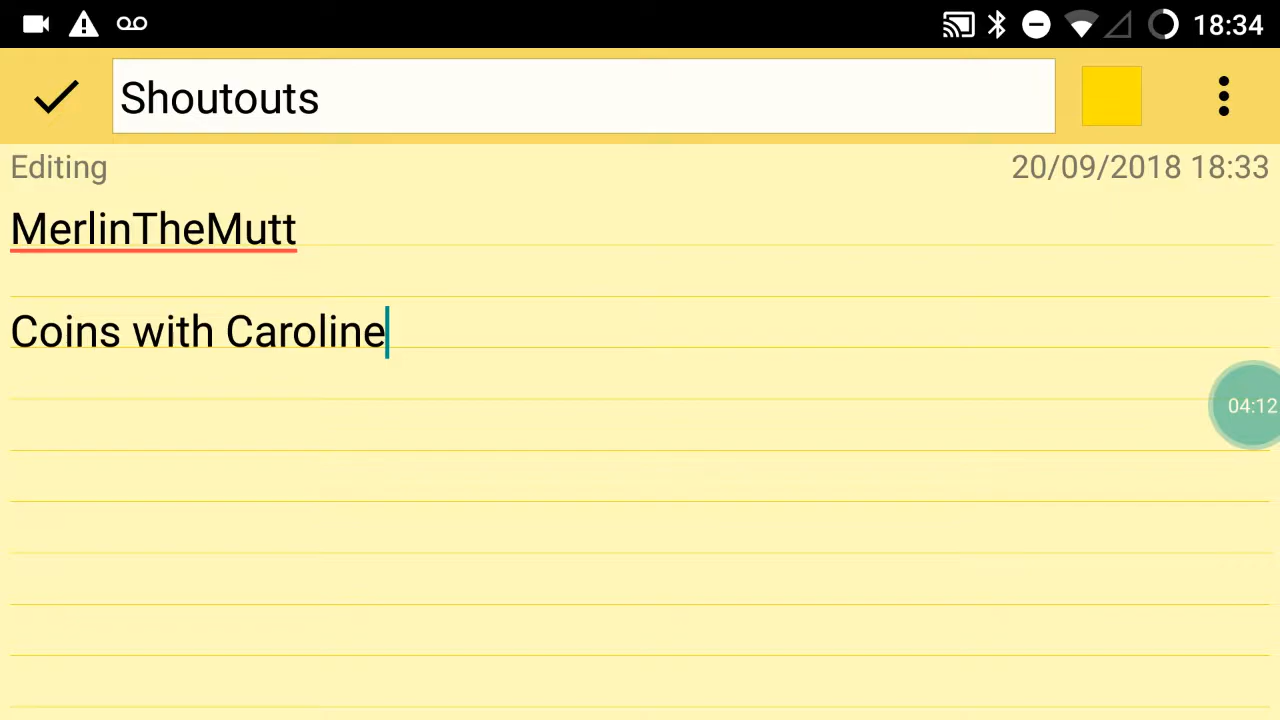 18:34
Shoutouts
Editing 20/09/2018 18:33
MerlinTheMutt
Coins with Caroline
04:12